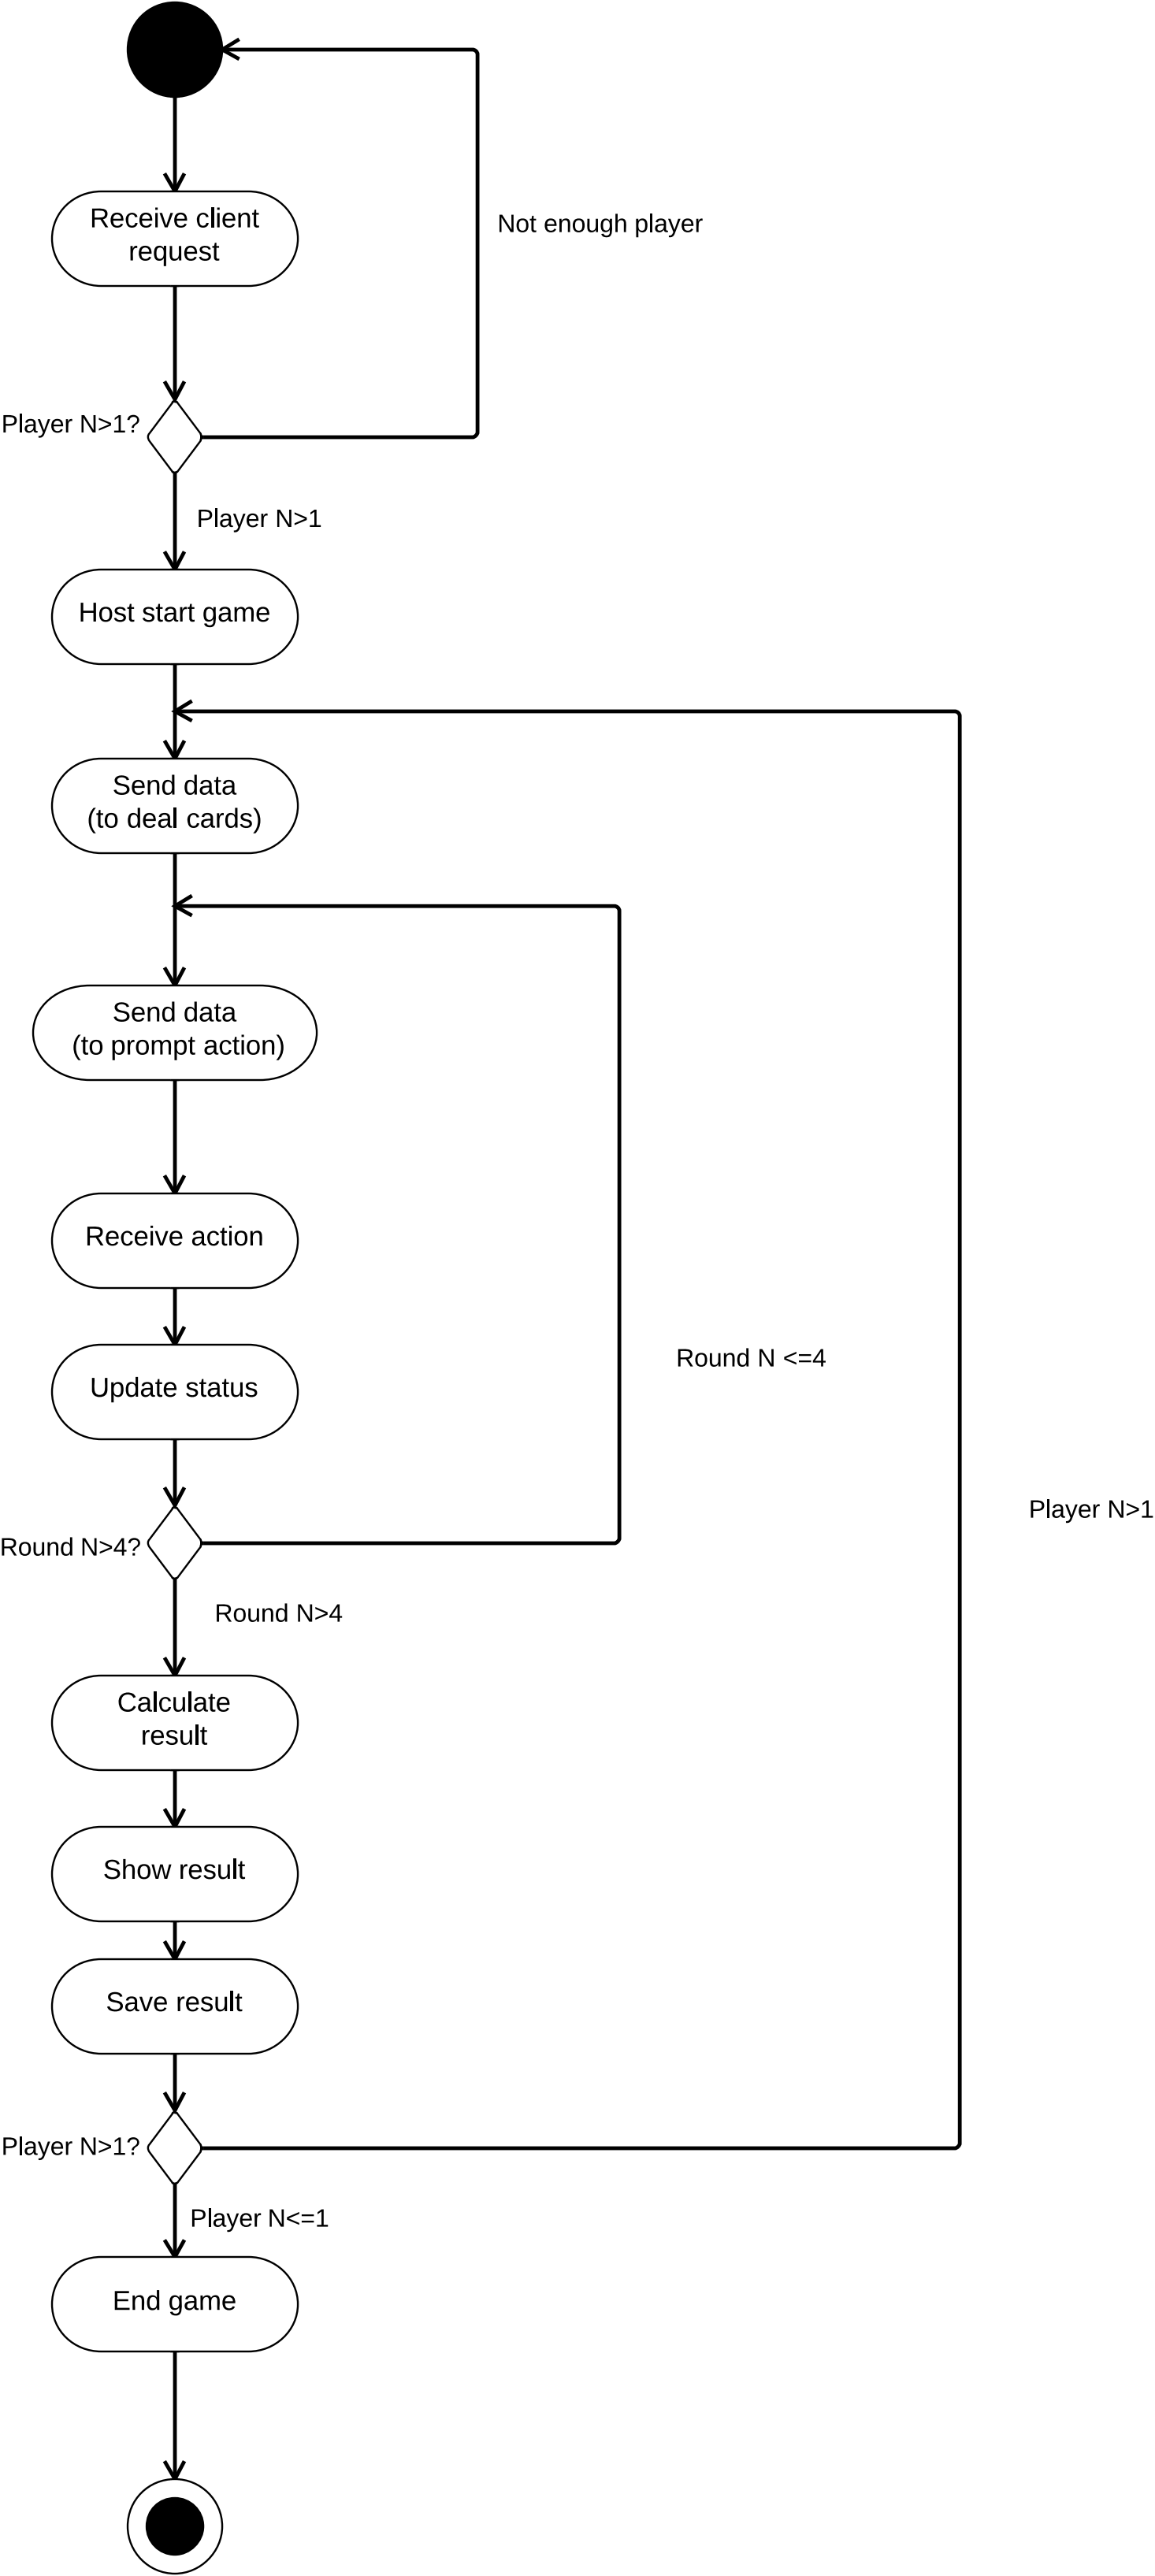 Receive client
request
Not enough player
Player N>1?
Player N>1
Host start game
Send data
(to deal cards)
Send data
(to prompt action)
Receive action
Update status
Round N <=4
Player N>1
Round N>4?
Round N>4
Calculate
result
Show result
Save result
Player N>1?
Player N<=1
End game